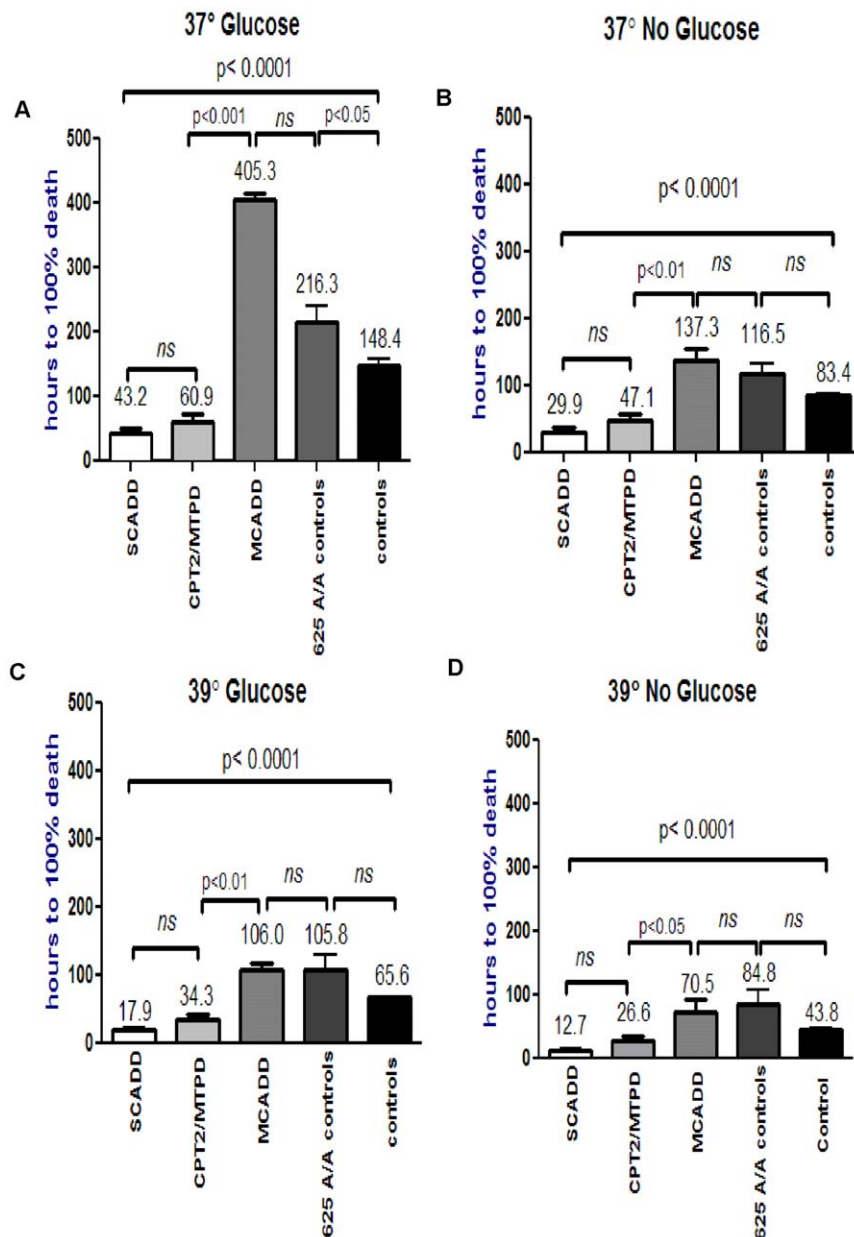 37° Glucose
p< 0.0001
A
p<0.001 ns p<0.05
500
400
300
200
100
0
hours to 100% death
405.3
216.3
148.4
ns
43.2 60.9
SCADD
CPT2/MTPD
MCADD
625 A/A controls
controls
37° No Glucose
B
500
400
300
200
100
0
hours to 100% death
p< 0.0001
p<0.01 ns ns
ns
137.3 116.5
83.4
29.9 47.1
SCADD
CPT2/MTPD
MCADD
625 A/A controls
controls
C
39° Glucose
500
400
300
200
100
0
hours to 100% death
p< 0.0001
p<0.01 ns ns
ns
106.0 105.8
65.6
17.9 34.3
SCADD
CPT2/MTPD
MCADD
625 A/A controls
controls
D
39° No Glucose
500
400
300
200
100
0
hours to 100% death
p< 0.0001
p<0.05 ns ns
ns
70.5 84.8
43.8
12.7 26.6
SCADD
CPT2/MTPD
MCADD
625 A/A controls
Control